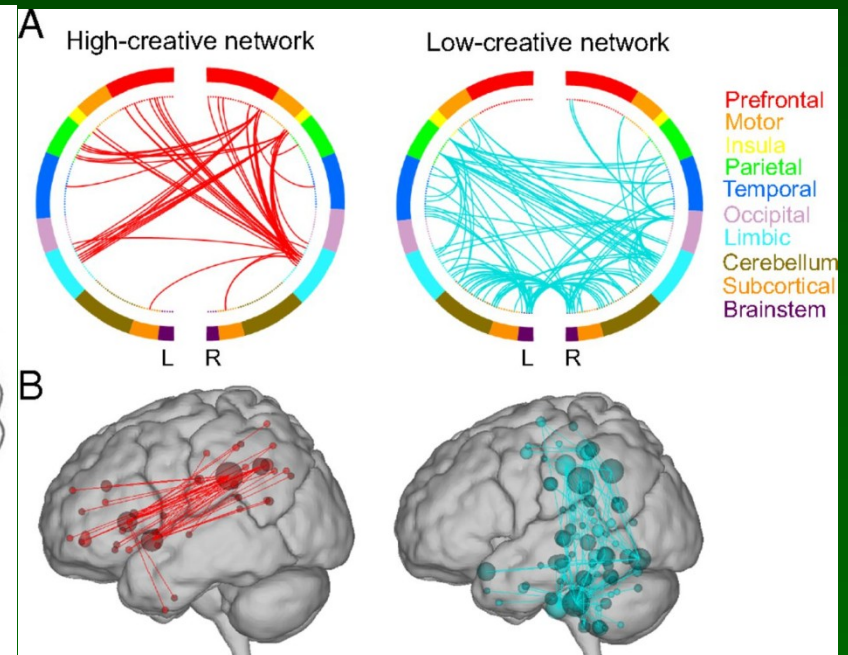 A
High-creative network
Low-creative network
Prefrontal
Motor
Insula
Parietal
Temporal
Occipital
Limbic
Cerebellum
Subcortical
Brainstem
L R
L R
B